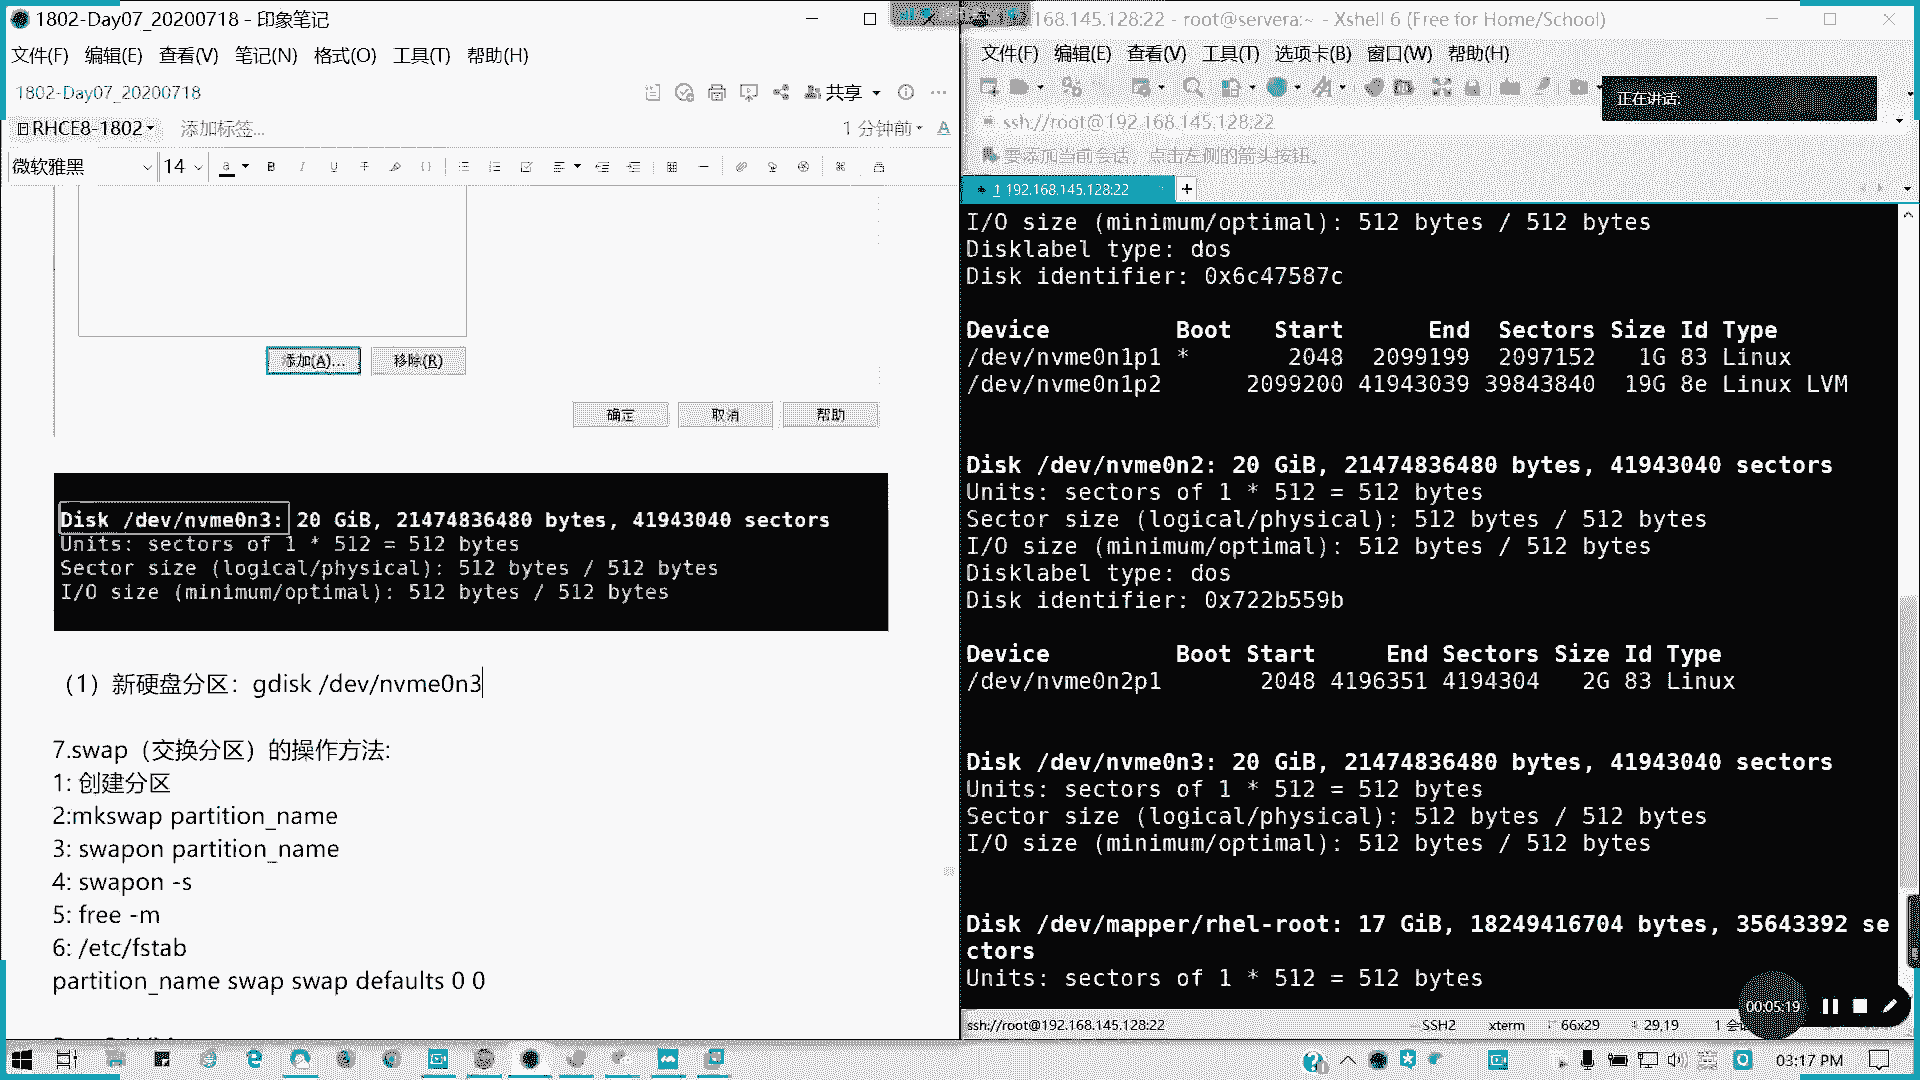 1802-Day07_20200718 - 印象笔记
文件(F) 编辑(E) 查看(V) 笔记(N) 格式(O) 工具(T) 帮助(H)
1802-Day07_20200718
共享
RHCE8-1802
添加标签...
1 分钟前
微软雅黑
14
添加(A)...
移除(R)
确定
取消
帮助
Disk /dev/nvme0n3: 20 GiB, 21474836480 bytes, 41943040 sectors
Units: sectors of 1 * 512 = 512 bytes
Sector size (logical/physical): 512 bytes / 512 bytes
I/O size (minimum/optimal): 512 bytes / 512 bytes
（1）新硬盘分区：gdisk /dev/nvme0n3
7.swap（交换分区）的操作方法:
1: 创建分区
2:mkswap partition_name
3: swapon partition_name
4: swapon -s
5: free -m
6: /etc/fstab
partition_name swap swap defaults 0 0
168.145.128:22 - root@servera:~ - Xshell 6 (Free for Home/School)
文件(F) 编辑(E) 查看(V) 工具(T) 选项卡(B) 窗口(W) 帮助(H)
正在讲话:
ssh://root@192.168.145.128:22
要添加当前会话，点击左侧的箭头按钮。
1 192.168.145.128:22
I/O size (minimum/optimal): 512 bytes / 512 bytes
Disklabel type: dos
Disk identifier: 0x6c47587c
Device Boot Start End Sectors Size Id Type
/dev/nvme0n1p1 * 2048 2099199 2097152 1G 83 Linux
/dev/nvme0n1p2 2099200 41943039 39843840 19G 8e Linux LVM
Disk /dev/nvme0n2: 20 GiB, 21474836480 bytes, 41943040 sectors
Units: sectors of 1 * 512 = 512 bytes
Sector size (logical/physical): 512 bytes / 512 bytes
I/O size (minimum/optimal): 512 bytes / 512 bytes
Disklabel type: dos
Disk identifier: 0x722b559b
Device Boot Start End Sectors Size Id Type
/dev/nvme0n2p1 2048 4196351 4194304 2G 83 Linux
Disk /dev/nvme0n3: 20 GiB, 21474836480 bytes, 41943040 sectors
Units: sectors of 1 * 512 = 512 bytes
Sector size (logical/physical): 512 bytes / 512 bytes
I/O size (minimum/optimal): 512 bytes / 512 bytes
Disk /dev/mapper/rhel-root: 17 GiB, 18249416704 bytes, 35643392 se
ctors
Units: sectors of 1 * 512 = 512 bytes
00:05:19
ssh://root@192.168.145.128:22
SSH2
xterm
66x29
29,19
03:17 PM